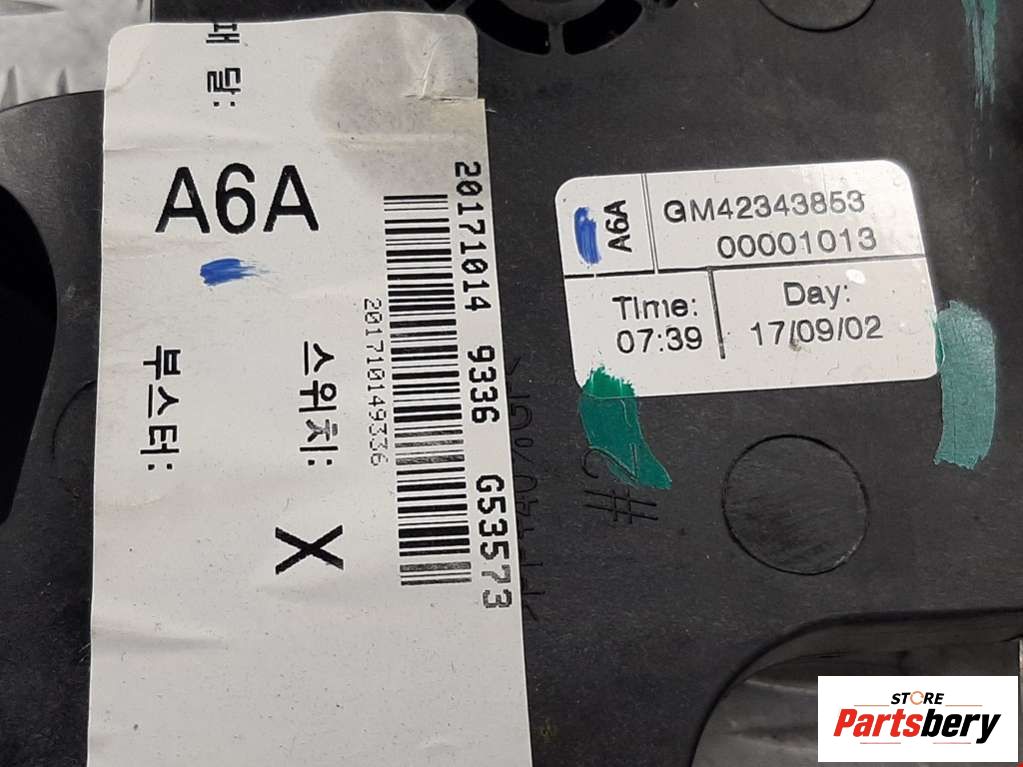 패 달:
A6A
부스터:
스위치:
X
20171014 9336 G53573
201710149336
A6A
GM42343853
00001013
Time:
07:39
Day:
17/09/02
#2
STORE
Partsbery